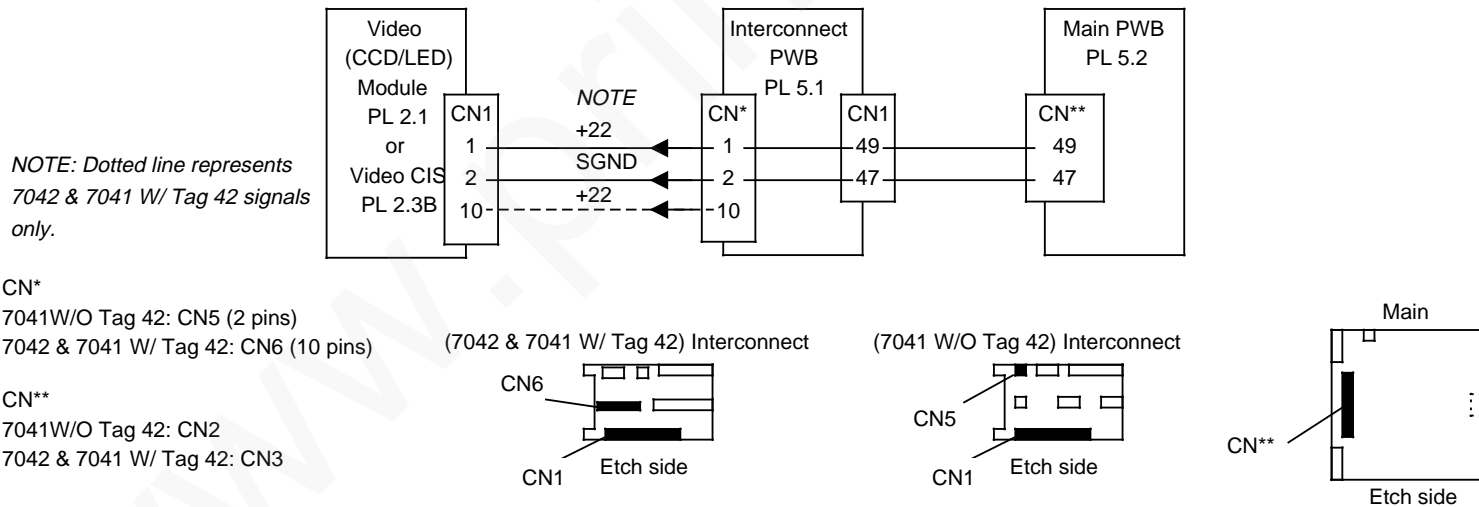 Video
(CCD/LED)
Module
PL 2.1
or
Video CIS
PL 2.3B
CN1
1
2
10
NOTE
+22
SGND
+22
Interconnect
PWB
PL 5.1
CN*
1
2
10
CN1
49
47
Main PWB
PL 5.2
CN**
49
47
NOTE: Dotted line represents
7042 & 7041 W/ Tag 42 signals
only.
CN*
7041W/O Tag 42: CN5 (2 pins)
7042 & 7041 W/ Tag 42: CN6 (10 pins)
CN**
7041W/O Tag 42: CN2
7042 & 7041 W/ Tag 42: CN3
(7042 & 7041 W/ Tag 42) Interconnect
CN6
CN1
Etch side
(7041 W/O Tag 42) Interconnect
CN5
CN1
Etch side
Main
CN**
Etch side